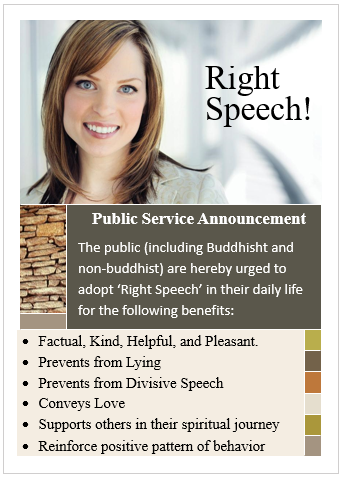 Right
Speech!
Public Service Announcement
The public (including Buddhisht and
non-buddhist) are hereby urged to
adopt ‘Right Speech’ in their daily life
for the following benefits:
• Factual, Kind, Helpful, and Pleasant.
• Prevents from Lying
• Prevents from Divisive Speech
• Conveys Love
• Supports others in their spiritual journey
• Reinforce positive pattern of behavior